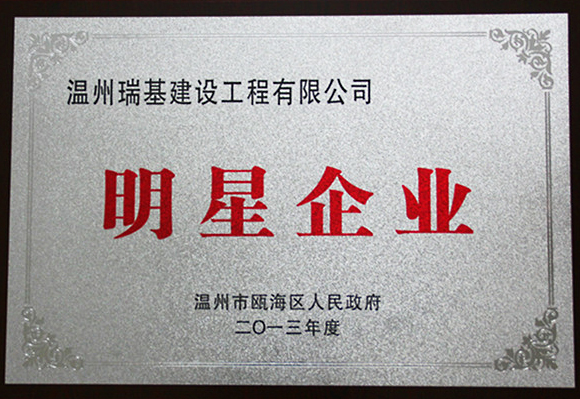 温州瑞基建设工程有限公司
明星企业
温州市瓯海区人民政府
二〇一三年度